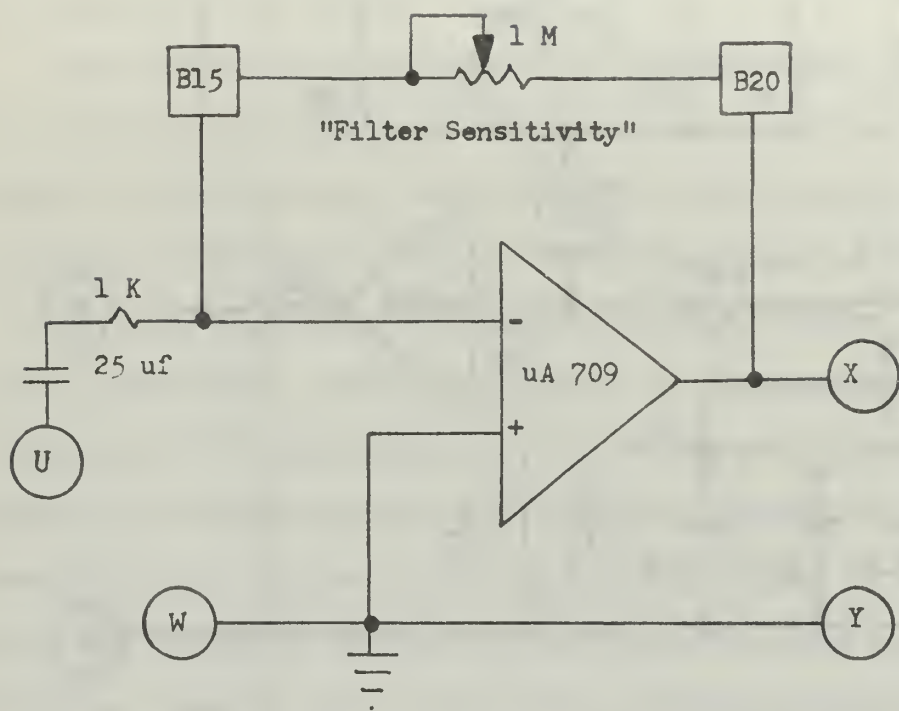 1 M
B15
B20
"Filter Sensitivity"
1 K
-
25 uf
uA 709
X
+
U
W
Y